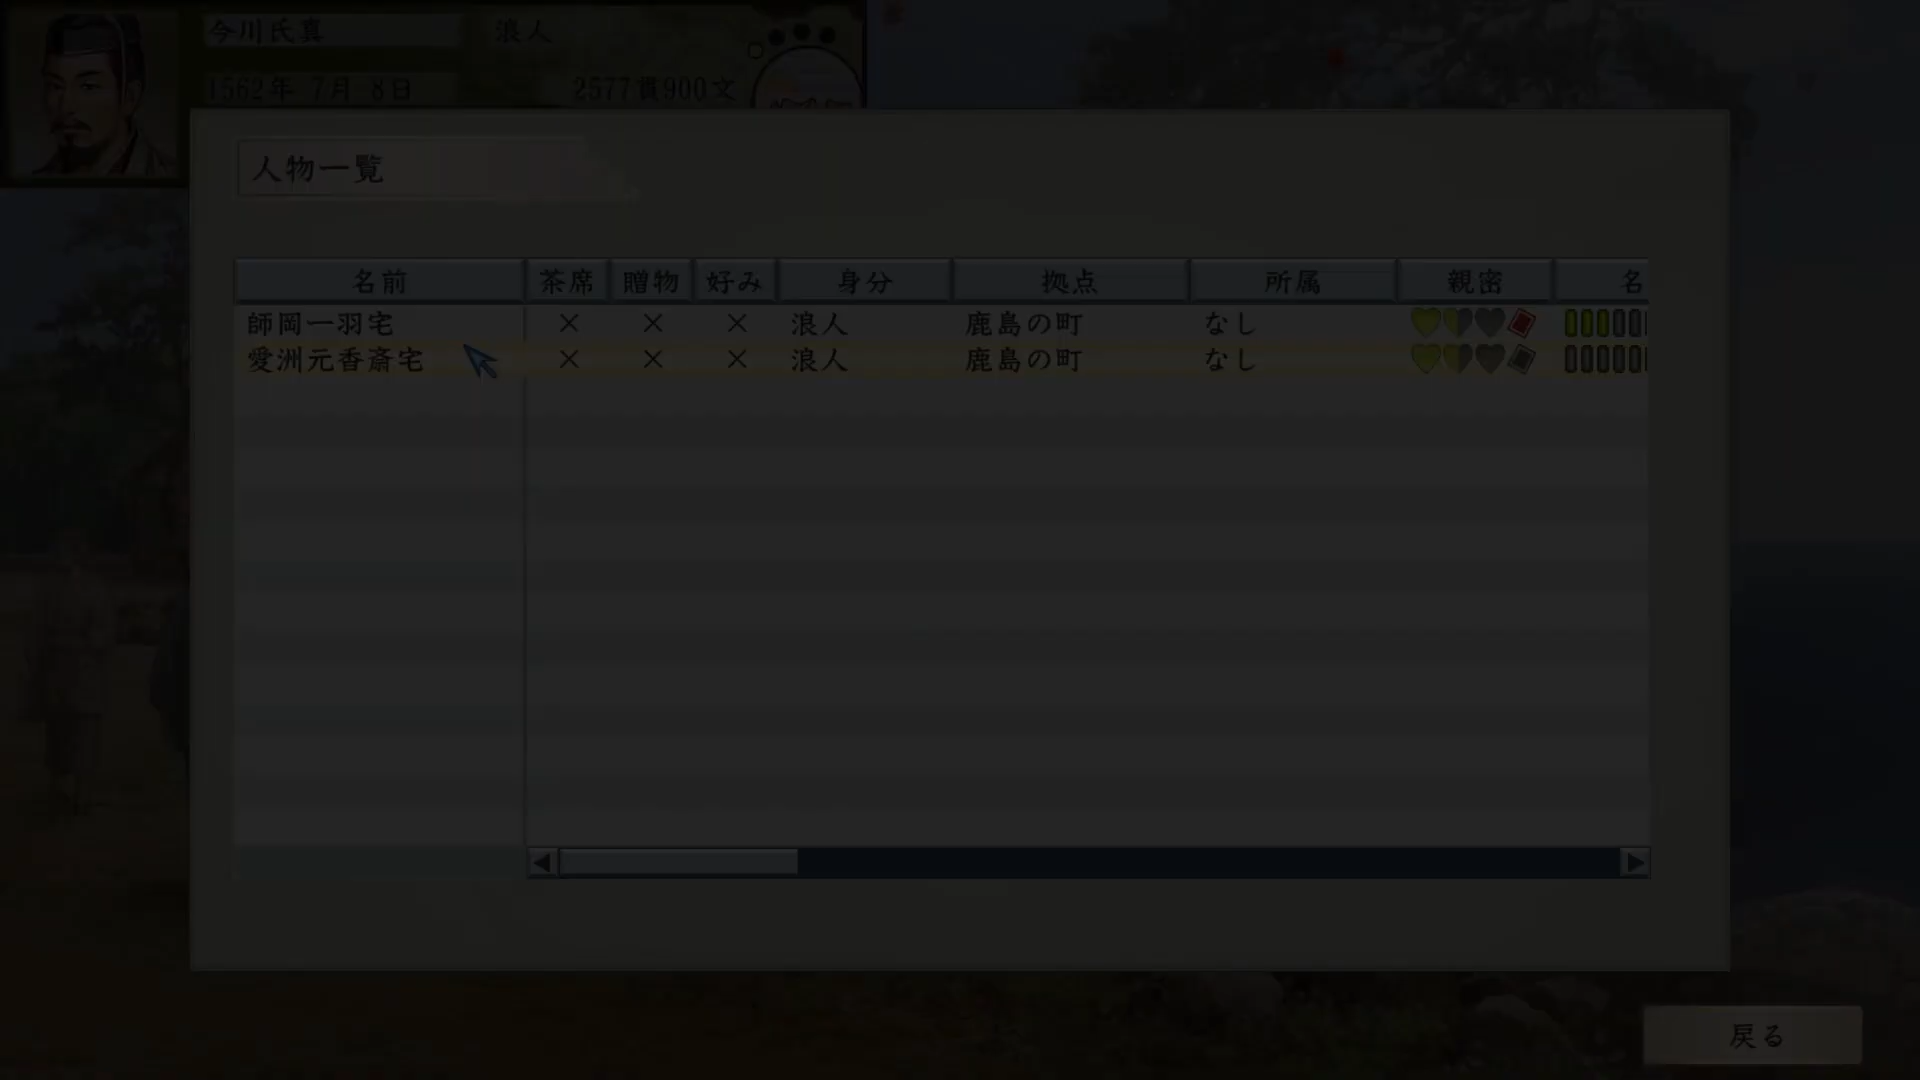 今川氏真 浪人
1562年 7月 8日 2577貫900文
人物一覧
名前 茶席 贈物 好み 身分 拠点 所属 親密 名
師岡一羽宅 × × × 浪人 鹿島の町 なし
愛洲元香斎宅 × × × 浪人 鹿島の町 なし
戻る